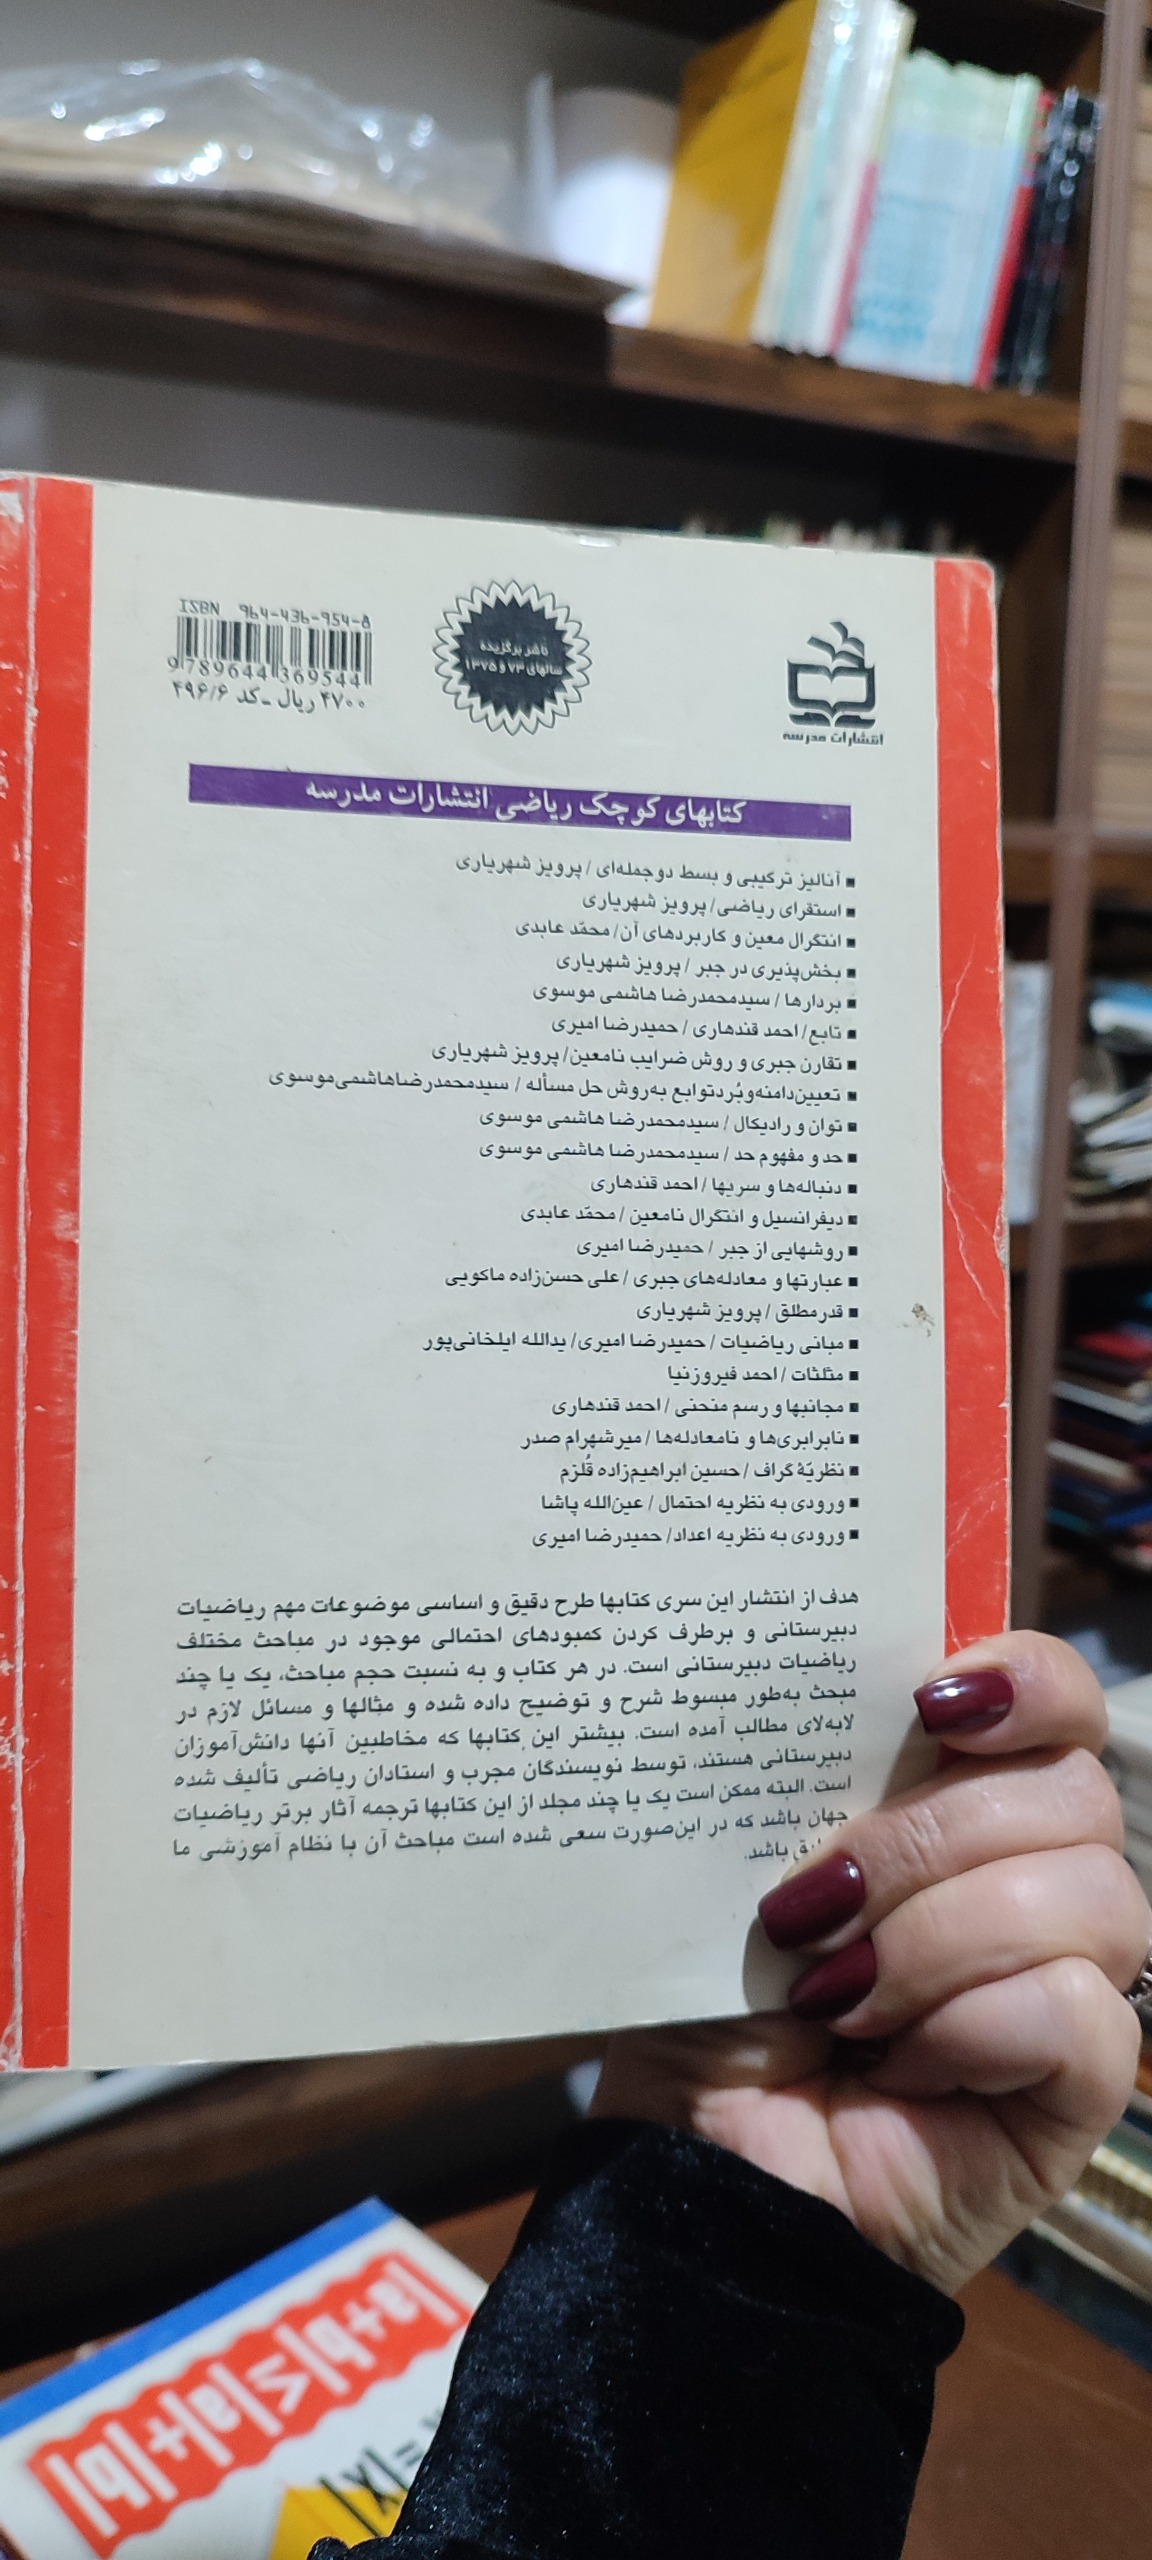 ISBN 964-436-954-8
9789644369544
۴۷۰۰ ریال - کد ۴۹۶/۶
ناشر برگزیده
سالهای ۷۳ و ۱۳۷۵
انتشارات مدرسه
کتابهای کوچک ریاضی انتشارات مدرسه
■ آنالیز ترکیبی و بسط دوجمله‌ای / پرویز شهریاری
■ استقرای ریاضی/ پرویز شهریاری
■ انتگرال معین و کاربردهای آن/ محمّد عابدی
■ بخش‌پذیری در جبر / پرویز شهریاری
■ بردارها / سیدمحمدرضا هاشمی موسوی
■ تابع/ احمد قندهاری / حمیدرضا امیری
■ تقارن جبری و روش ضرایب نامعین/ پرویز شهریاری
■ تعیین‌دامنه‌وبُردتوابع به‌روش حل مسأله / سیدمحمدرضاهاشمی‌موسوی
■ توان و رادیکال / سیدمحمدرضا هاشمی موسوی
■ حد و مفهوم حد / سیدمحمدرضا هاشمی موسوی
■ دنباله‌ها و سریها / احمد قندهاری
■ دیفرانسیل و انتگرال نامعین / محمّد عابدی
■ روشهایی از جبر / حمیدرضا امیری
■ عبارتها و معادله‌های جبری / علی حسن‌زاده ماکویی
■ قدرمطلق / پرویز شهریاری
■ مبانی ریاضیات / حمیدرضا امیری/ یدالله ایلخانی‌پور
■ مثلثات / احمد فیروزنیا
■ مجانبها و رسم منحنی / احمد قندهاری
■ نابرابری‌ها و نامعادله‌ها / میرشهرام صدر
■ نظریّهٔ گراف / حسین ابراهیم‌زاده قُلزم
■ ورودی به نظریه احتمال / عین‌الله پاشا
■ ورودی به نظریه اعداد/ حمیدرضا امیری
هدف از انتشار این سری کتابها طرح دقیق و اساسی موضوعات مهم ریاضیات
دبیرستانی و برطرف کردن کمبودهای احتمالی موجود در مباحث مختلف
ریاضیات دبیرستانی است. در هر کتاب و به نسبت حجم مباحث، یک یا چند
مبحث به‌طور مبسوط شرح و توضیح داده شده و مثالها و مسائل لازم در
لابه‌لای مطالب آمده است. بیشتر این کتابها که مخاطبین آنها دانش‌آموزان
دبیرستانی هستند، توسط نویسندگان مجرب و استادان ریاضی تألیف شده
است. البته ممکن است یک یا چند مجلد از این کتابها ترجمه آثار برتر ریاضیات
جهان باشد که در این‌صورت سعی شده است مباحث آن با نظام آموزشی ما
باشد.
|a+b|≤|a|+|b|